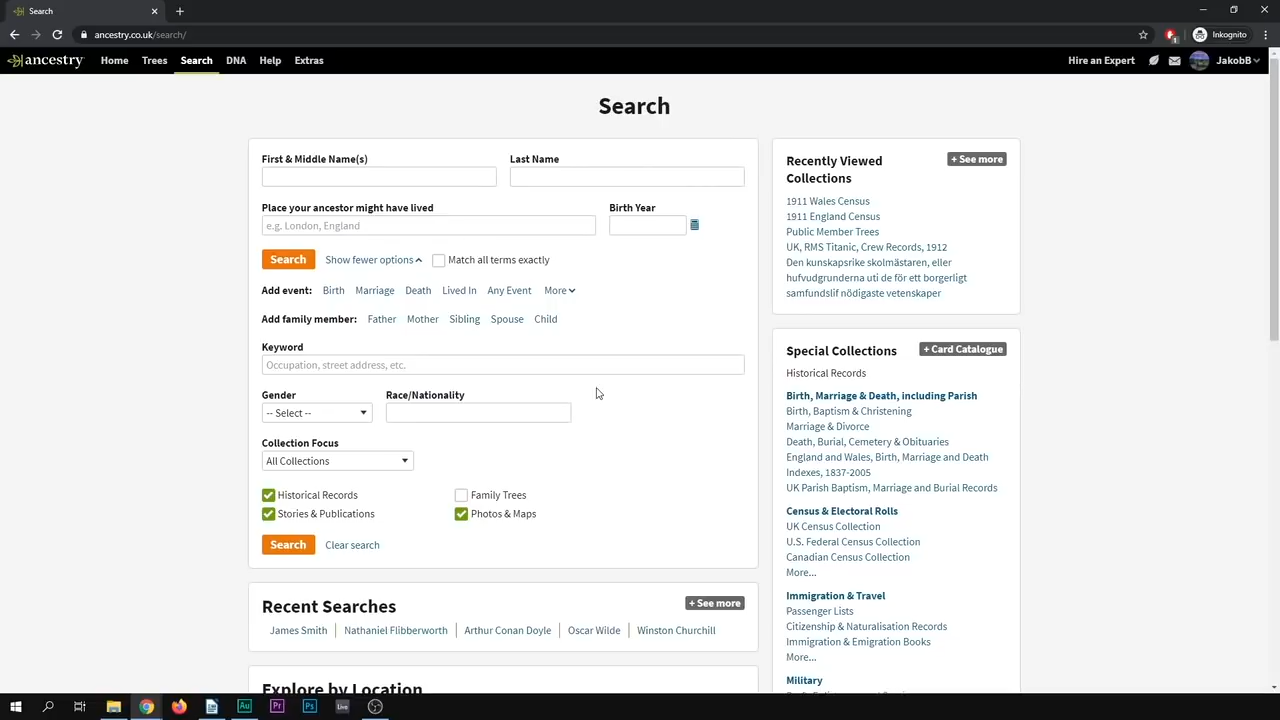 Search
ancestry.co.uk/search/
Inkognito
ancestry
Home Trees Search DNA Help Extras
Hire an Expert
JakobB
Search
First & Middle Name(s)
Last Name
Place your ancestor might have lived
Birth Year
e.g. London, England
Search
Show fewer options
Match all terms exactly
Add event: Birth Marriage Death Lived In Any Event More
Add family member: Father Mother Sibling Spouse Child
Keyword
Occupation, street address, etc.
Gender
Race/Nationality
-- Select --
Collection Focus
All Collections
Historical Records
Family Trees
Stories & Publications
Photos & Maps
Search
Clear search
Recent Searches
+ See more
James Smith Nathaniel Flibberworth Arthur Conan Doyle Oscar Wilde Winston Churchill
Explore by Location
Recently Viewed
Collections
+ See more
1911 Wales Census
1911 England Census
Public Member Trees
UK, RMS Titanic, Crew Records, 1912
Den kunskapsrike skolmästaren, eller
hufvudgrunderna uti de för ett borgerligt
samfundslif nödigaste vetenskaper
Special Collections
+ Card Catalogue
Historical Records
Birth, Marriage & Death, including Parish
Birth, Baptism & Christening
Marriage & Divorce
Death, Burial, Cemetery & Obituaries
England and Wales, Birth, Marriage and Death
Indexes, 1837-2005
UK Parish Baptism, Marriage and Burial Records
Census & Electoral Rolls
UK Census Collection
U.S. Federal Census Collection
Canadian Census Collection
More...
Immigration & Travel
Passenger Lists
Citizenship & Naturalisation Records
Immigration & Emigration Books
More...
Military
Au Pr Ps Live